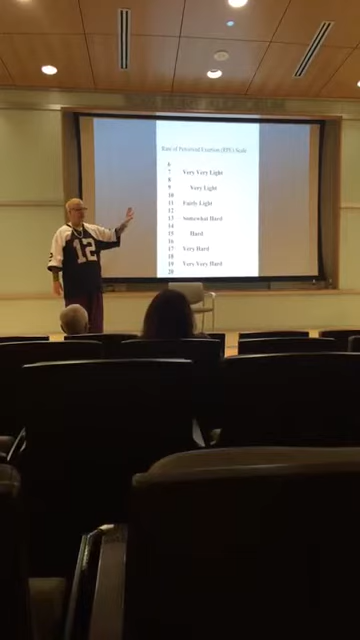 Rate of Perceived Exertion (RPE) Scale
6
7 Very Very Light
8
9 Very Light
10
11 Fairly Light
12
13 Somewhat Hard
14
15 Hard
16
17 Very Hard
18
19 Very Very Hard
20
12